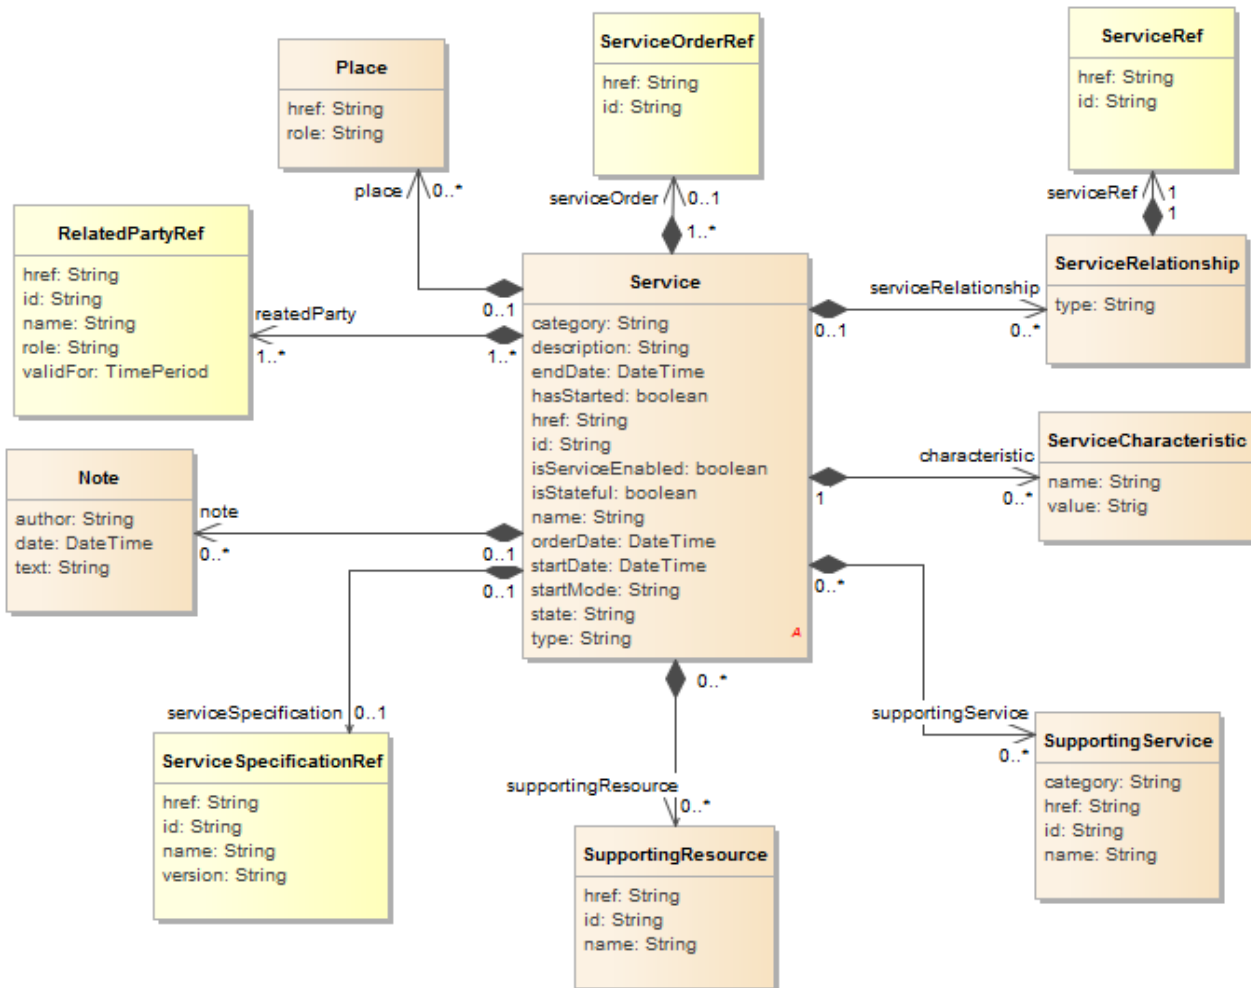 Place
href: String
role: String
ServiceOrderRef
href: String
id: String
ServiceRef
href: String
id: String
place
0..*
serviceOrder
0..1
serviceRef
1
1
RelatedPartyRef
href: String
id: String
name: String
role: String
validFor: TimePeriod
reatedParty
1..*
0..1
1..*
1..*
Service
category: String
description: String
endDate: DateTime
hasStarted: boolean
href: String
id: String
isServiceEnabled: boolean
isStateful: boolean
name: String
orderDate: DateTime
startDate: DateTime
startMode: String
state: String
type: String
A
serviceRelationship
0..1
0..*
ServiceRelationship
type: String
characteristic
1
0..*
ServiceCharacteristic
name: String
value: Strig
Note
author: String
date: DateTime
text: String
note
0..*
0..1
0..1
serviceSpecification
0..1
ServiceSpecificationRef
href: String
id: String
name: String
version: String
0..*
supportingResource
0..*
SupportingResource
href: String
id: String
name: String
0..*
supportingService
0..*
SupportingService
category: String
href: String
id: String
name: String